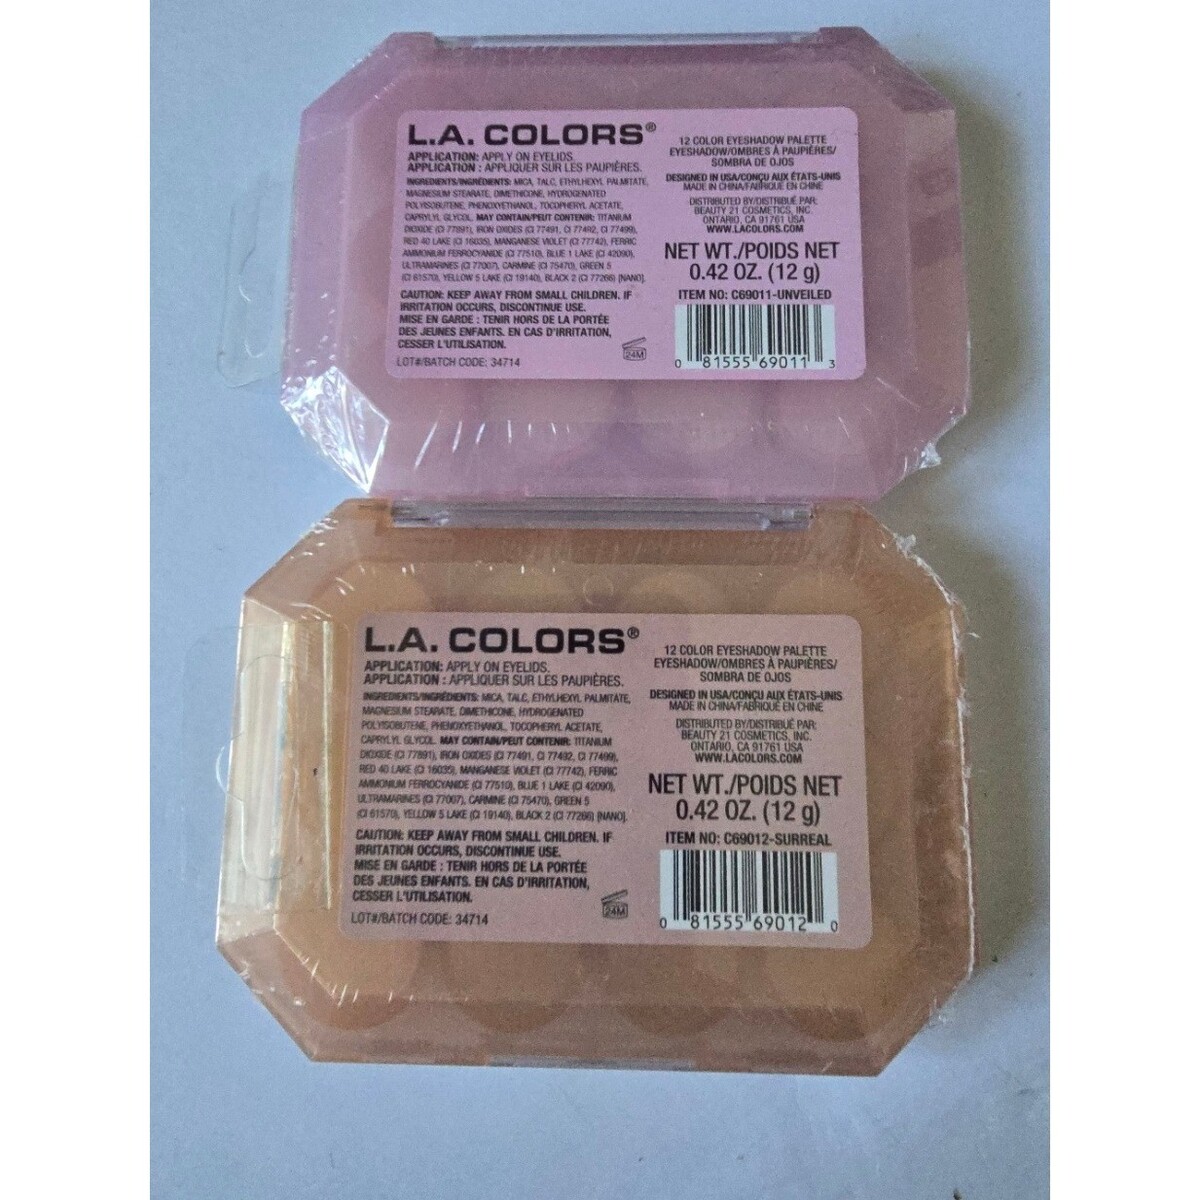 L.A. COLORS®
APPLICATION: APPLY ON EYELIDS.
APPLICATION : APPLIQUER SUR LES PAUPIÈRES.
INGREDIENTS/INGRÉDIENTS: MICA, TALC, ETHYLHEXYL PALMITATE,
MAGNESIUM STEARATE, DIMETHICONE, HYDROGENATED
POLYISOBUTENE, PHENOXYETHANOL, TOCOPHERYL ACETATE,
CAPRYLYL GLYCOL. MAY CONTAIN/PEUT CONTENIR: TITANIUM
DIOXIDE (CI 77891), IRON OXIDES (CI 77491, CI 77492, CI 77499),
RED 40 LAKE (CI 16035), MANGANESE VIOLET (CI 77742), FERRIC
AMMONIUM FERROCYANIDE (CI 77510), BLUE 1 LAKE (CI 42090),
ULTRAMARINES (CI 77007), CARMINE (CI 75470), GREEN 5
(CI 61570), YELLOW 5 LAKE (CI 19140), BLACK 2 (CI 77266) [NANO].
CAUTION: KEEP AWAY FROM SMALL CHILDREN. IF
IRRITATION OCCURS, DISCONTINUE USE.
MISE EN GARDE : TENIR HORS DE LA PORTÉE
DES JEUNES ENFANTS. EN CAS D'IRRITATION,
CESSER L'UTILISATION.
LOT#/BATCH CODE: 34714
24M
12 COLOR EYESHADOW PALETTE
EYESHADOW/OMBRES À PAUPIÈRES/
SOMBRA DE OJOS
DESIGNED IN USA/CONÇU AUX ÉTATS-UNIS
MADE IN CHINA/FABRIQUÉ EN CHINE
DISTRIBUTED BY/DISTRIBUÉ PAR:
BEAUTY 21 COSMETICS, INC.
ONTARIO, CA 91761 USA
WWW.LACOLORS.COM
NET WT./POIDS NET
0.42 OZ. (12 g)
ITEM NO: C69011-UNVEILED
0 81555 69011 3
L.A. COLORS®
APPLICATION: APPLY ON EYELIDS.
APPLICATION : APPLIQUER SUR LES PAUPIÈRES.
INGREDIENTS/INGRÉDIENTS: MICA, TALC, ETHYLHEXYL PALMITATE,
MAGNESIUM STEARATE, DIMETHICONE, HYDROGENATED
POLYISOBUTENE, PHENOXYETHANOL, TOCOPHERYL ACETATE,
CAPRYLYL GLYCOL. MAY CONTAIN/PEUT CONTENIR: TITANIUM
DIOXIDE (CI 77891), IRON OXIDES (CI 77491, CI 77492, CI 77499),
RED 40 LAKE (CI 16035), MANGANESE VIOLET (CI 77742), FERRIC
AMMONIUM FERROCYANIDE (CI 77510), BLUE 1 LAKE (CI 42090),
ULTRAMARINES (CI 77007), CARMINE (CI 75470), GREEN 5
(CI 61570), YELLOW 5 LAKE (CI 19140), BLACK 2 (CI 77266) [NANO].
CAUTION: KEEP AWAY FROM SMALL CHILDREN. IF
IRRITATION OCCURS, DISCONTINUE USE.
MISE EN GARDE : TENIR HORS DE LA PORTÉE
DES JEUNES ENFANTS. EN CAS D'IRRITATION,
CESSER L'UTILISATION.
LOT#/BATCH CODE: 34714
24M
12 COLOR EYESHADOW PALETTE
EYESHADOW/OMBRES À PAUPIÈRES/
SOMBRA DE OJOS
DESIGNED IN USA/CONÇU AUX ÉTATS-UNIS
MADE IN CHINA/FABRIQUÉ EN CHINE
DISTRIBUTED BY/DISTRIBUÉ PAR:
BEAUTY 21 COSMETICS, INC.
ONTARIO, CA 91761 USA
WWW.LACOLORS.COM
NET WT./POIDS NET
0.42 OZ. (12 g)
ITEM NO: C69012-SURREAL
0 81555 69012 0